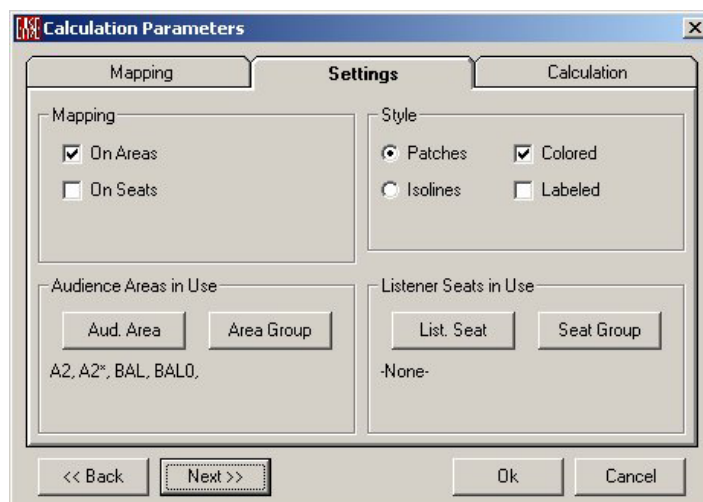 EASE
Calculation Parameters
Mapping
Settings
Calculation
Mapping
On Areas
On Seats
Style
Patches
Colored
Isolines
Labeled
Audience Areas in Use
Aud. Area
Area Group
A2, A2*, BAL, BAL0,
Listener Seats in Use
List. Seat
Seat Group
-None-
<< Back
Next >>
Ok
Cancel